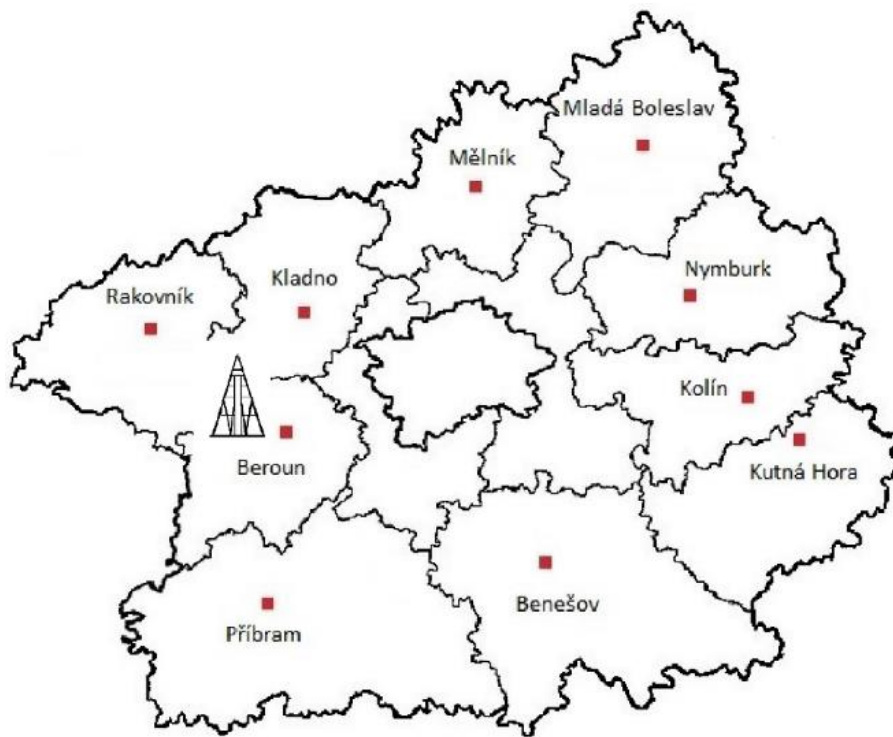 Mladá Boleslav
Mělník
Kladno
Nymburk
Rakovník
Kolín
Beroun
Kutná Hora
Benešov
Příbram